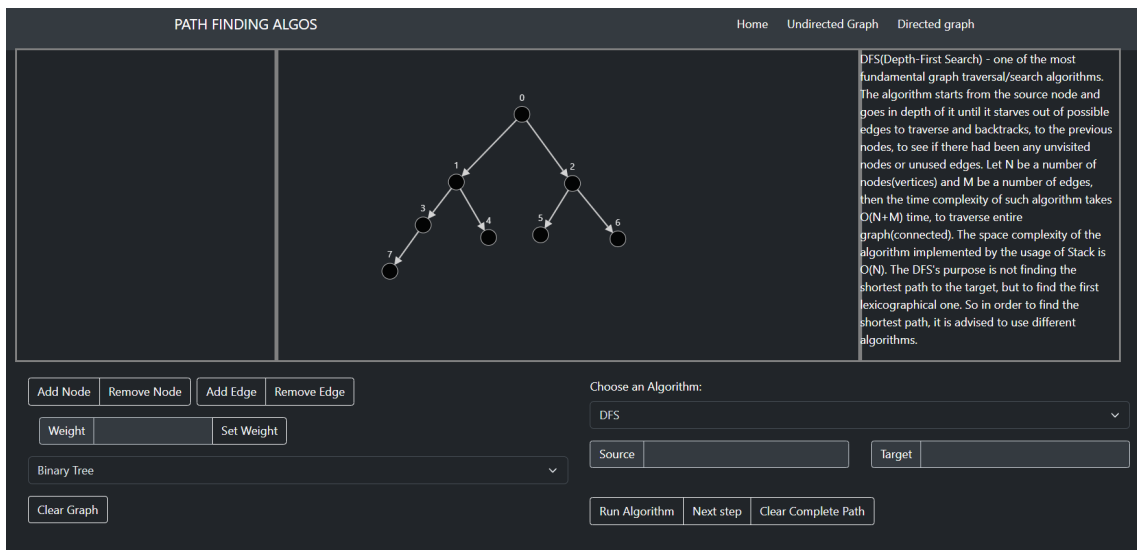 PATH FINDING ALGOS
Home Undirected Graph Directed graph
0
1
2
3
4
5
6
7
DFS(Depth-First Search) - one of the most
fundamental graph traversal/search algorithms.
The algorithm starts from the source node and
goes in depth of it until it starves out of possible
edges to traverse and backtracks, to the previous
nodes, to see if there had been any unvisited
nodes or unused edges. Let N be a number of
nodes(vertices) and M be a number of edges,
then the time complexity of such algorithm takes
O(N+M) time, to traverse entire
graph(connected). The space complexity of the
algorithm implemented by the usage of Stack is
O(N). The DFS's purpose is not finding the
shortest path to the target, but to find the first
lexicographical one. So in order to find the
shortest path, it is advised to use different
algorithms.
Add Node Remove Node Add Edge Remove Edge
Weight Set Weight
Binary Tree
Clear Graph
Choose an Algorithm:
DFS
Source Target
Run Algorithm Next step Clear Complete Path